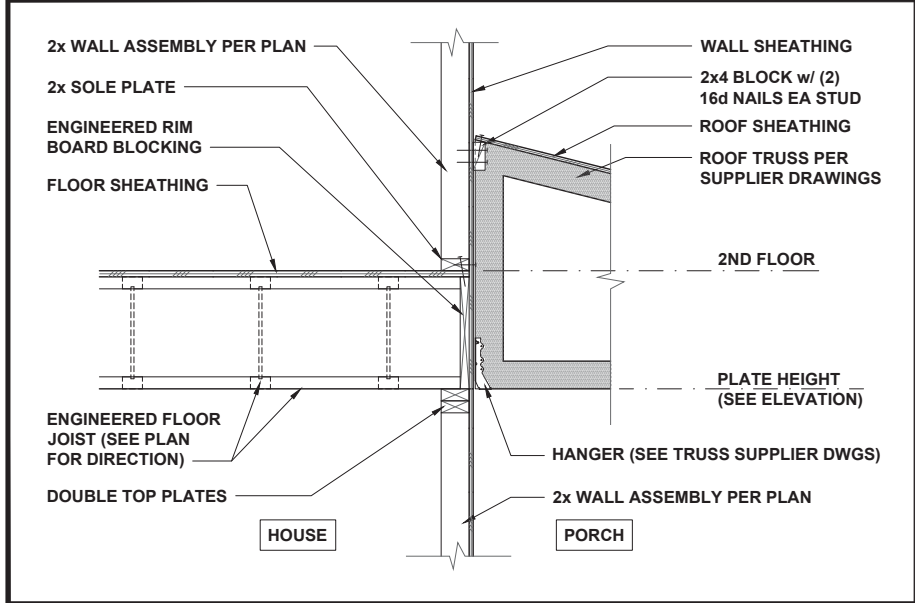 2x WALL ASSEMBLY PER PLAN
2x SOLE PLATE
ENGINEERED RIM
BOARD BLOCKING
FLOOR SHEATHING
ENGINEERED FLOOR
JOIST (SEE PLAN
FOR DIRECTION)
DOUBLE TOP PLATES
HOUSE
WALL SHEATHING
2x4 BLOCK w/ (2)
16d NAILS EA STUD
ROOF SHEATHING
ROOF TRUSS PER
SUPPLIER DRAWINGS
2ND FLOOR
PLATE HEIGHT
(SEE ELEVATION)
HANGER (SEE TRUSS SUPPLIER DWGS)
2x WALL ASSEMBLY PER PLAN
PORCH